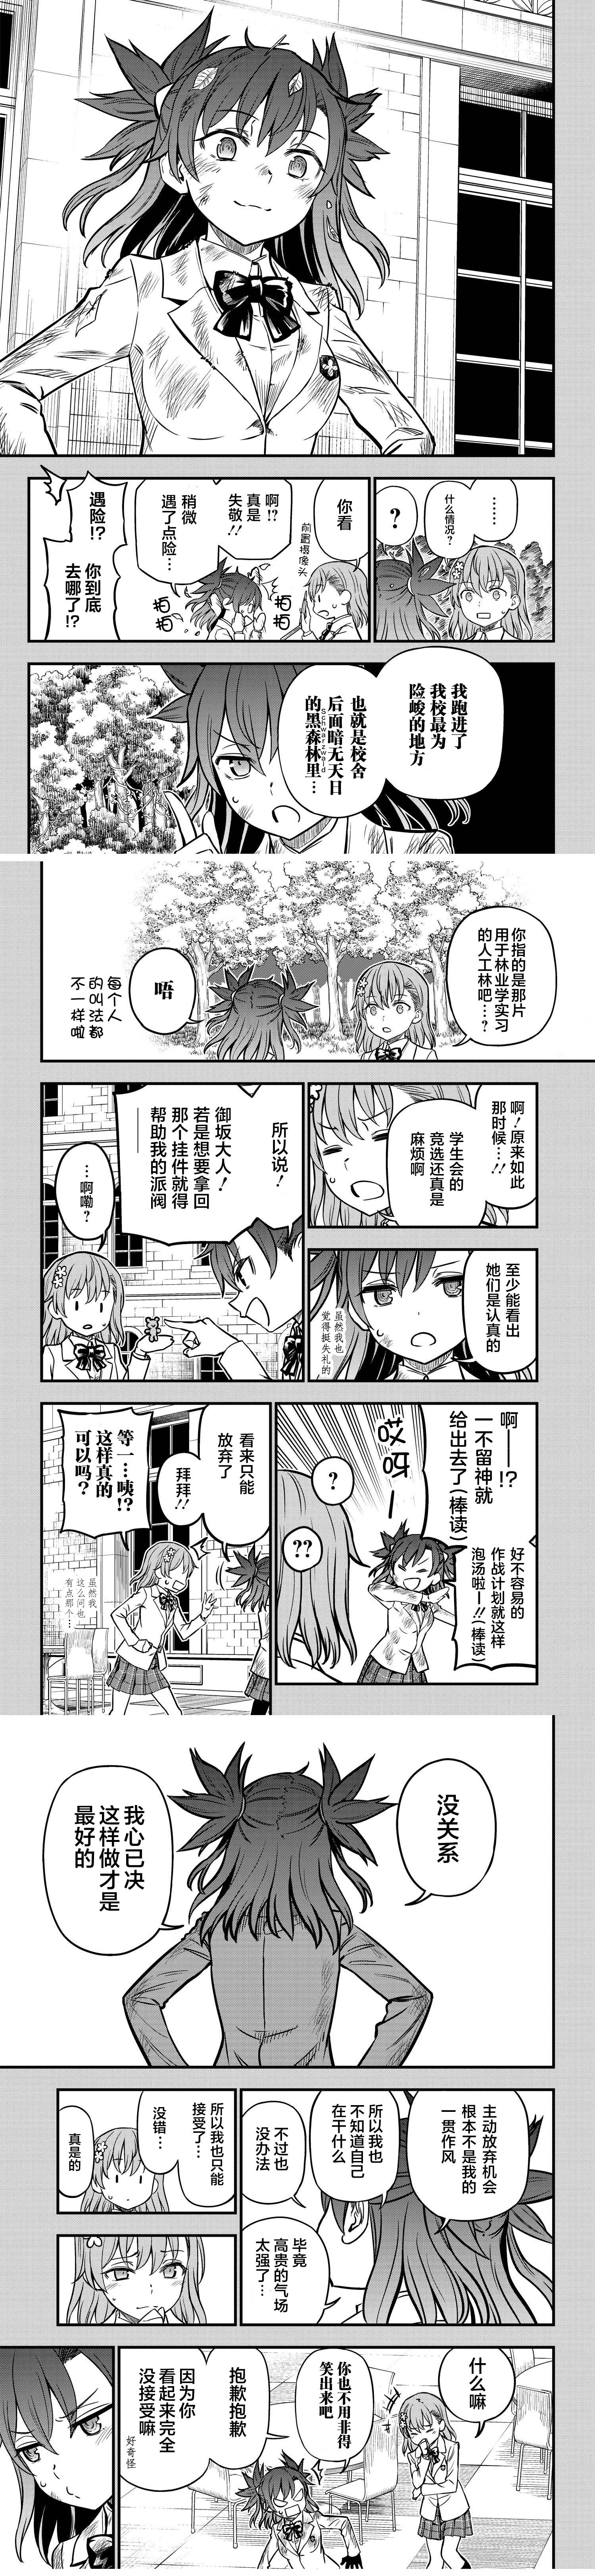 ……
什么情况？
？
你看
前置摄像头
啊!?
真是
失敬!!
稍微
遇了点险…
拍拍
拍拍
遇险!?
你到底
去哪了!?
我跑进了
我校最为
险峻的地方
也就是校舍
后面暗无天日
的黑森林里…
Schwarzwald
你指的是那片
用于林业学实习
的人工林吧…？
唔
每个人
的叫法都
不一样啦
啊！原来如此
那时候…!!
学生会的
竞选还真是
麻烦啊
至少能看出
她们是认真的
虽然我也
觉得挺失礼的
所以说！
御坂大人！
若是想要拿回
那个挂件就得
帮助我的派阀
——
…啊嘞？
啊——!?
一不留神就
给出去了(棒读)
好不容易的
作战计划就这样
泡汤啦ー!!(棒读)
哎呀ー
？
??
看来只能
放弃了
拜拜!!
等一…咦!?
这样真的
可以吗？
虽然我
这么问也
有点那个…
没关系
我心已决
这样做才是
最好的
主动放弃机会
根本不是我的
一贯作风
所以我也
不知道自己
在干什么
不过也
没办法
毕竟
高贵的气场
太强了…
所以我也只能
接受了…
没错…
真是的
什么嘛
你也不用非得
笑出来吧
抱歉抱歉
因为你
看起来完全
没接受嘛
好奇怪